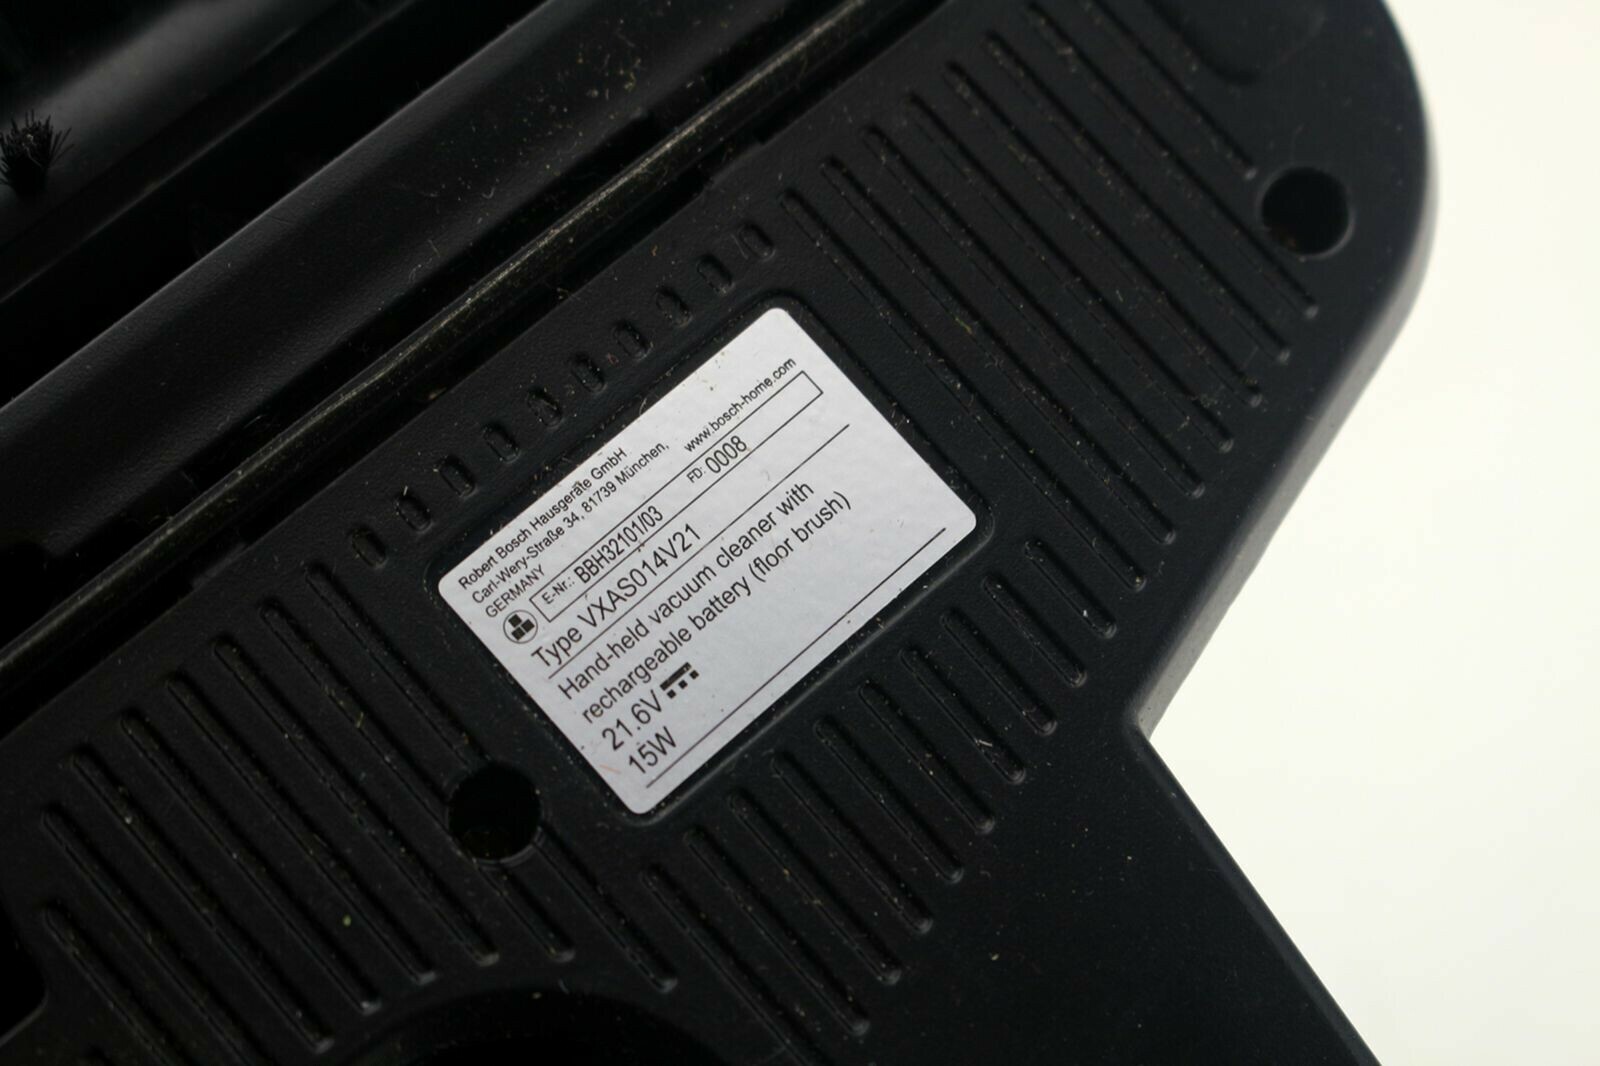 Robert Bosch Hausgeräte GmbH
Carl-Wery-Straße 34, 81739 München, www.bosch-home.com
GERMANY
E-Nr.: BBH32101/03 FD: 0008
Type VXAS014V21
Hand-held vacuum cleaner with
rechargeable battery (floor brush)
21.6V
15W